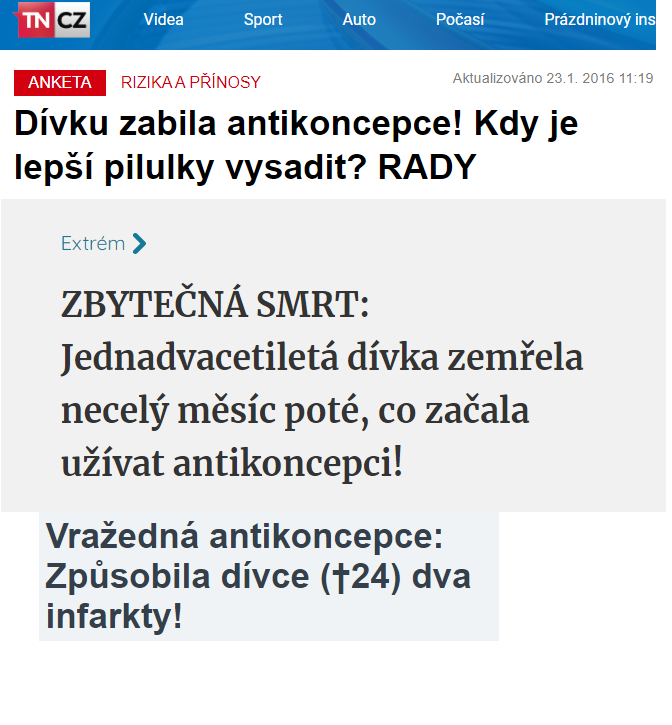 TN CZ Videa Sport Auto Počasí Prázdninový ins
ANKETA RIZIKA A PŘÍNOSY Aktualizováno 23.1. 2016 11:19
Dívku zabila antikoncepce! Kdy je
lepší pilulky vysadit? RADY
Extrém
ZBYTEČNÁ SMRT:
Jednadvacetiletá dívka zemřela
necelý měsíc poté, co začala
užívat antikoncepci!
Vražedná antikoncepce:
Způsobila dívce (✝24) dva
infarkty!